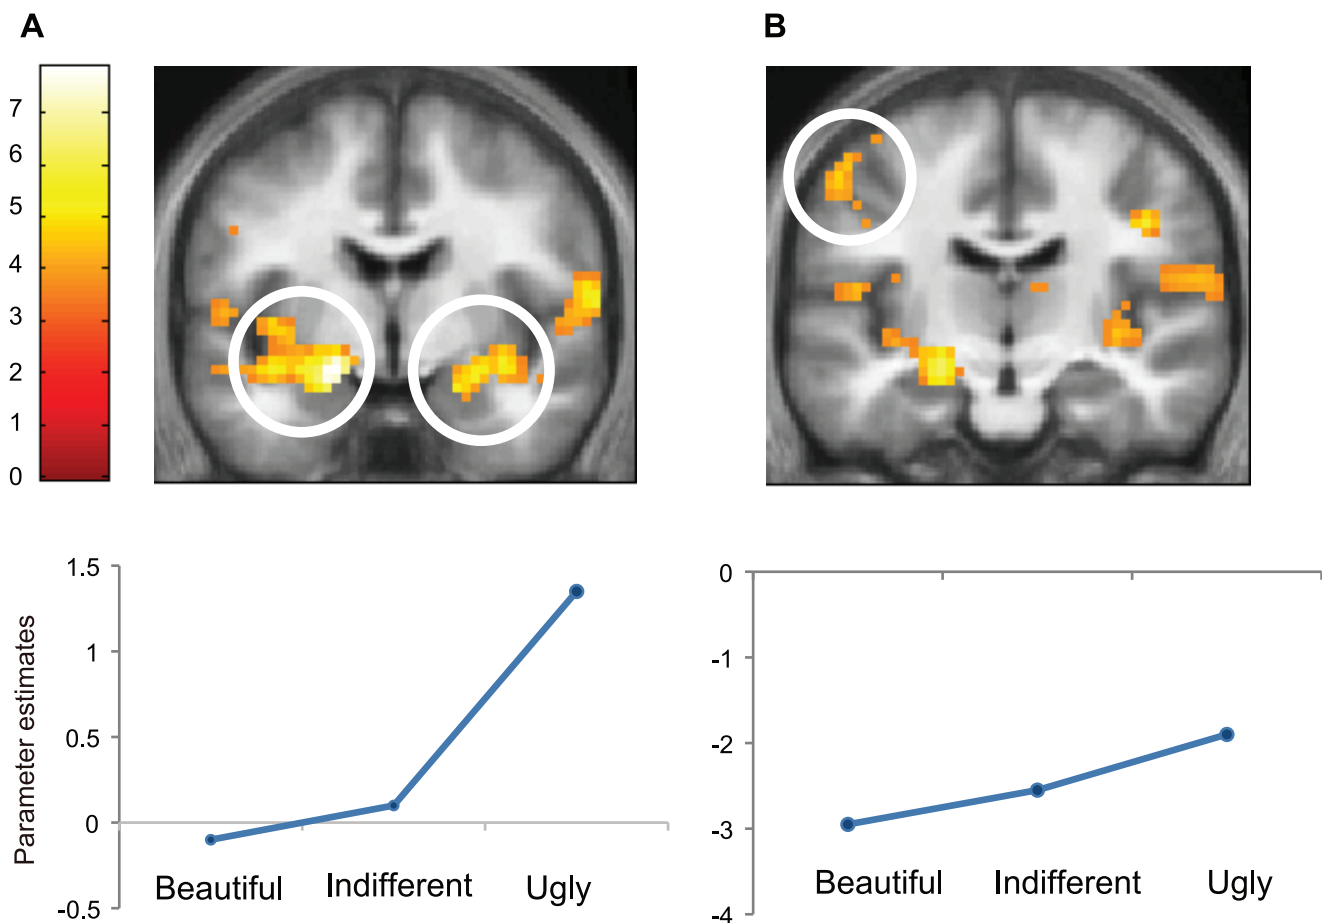 A
B
7
6
5
4
3
2
1
0
1.5
1
0.5
0
-0.5
Parameter estimates
Beautiful
Indifferent
Ugly
0
-1
-2
-3
-4
Beautiful
Indifferent
Ugly